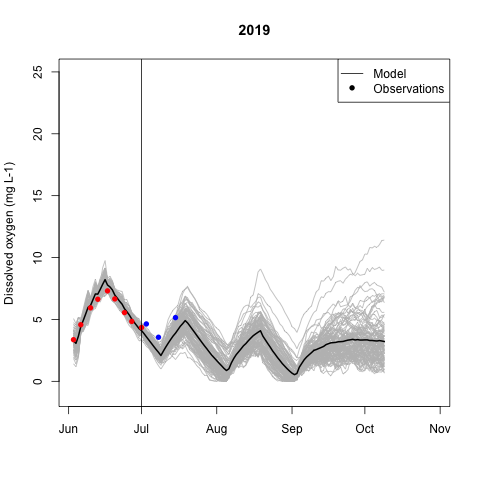 2019
Model
Observations
Dissolved oxygen (mg L-1)
25
20
15
10
5
0
Jun Jul Aug Sep Oct Nov